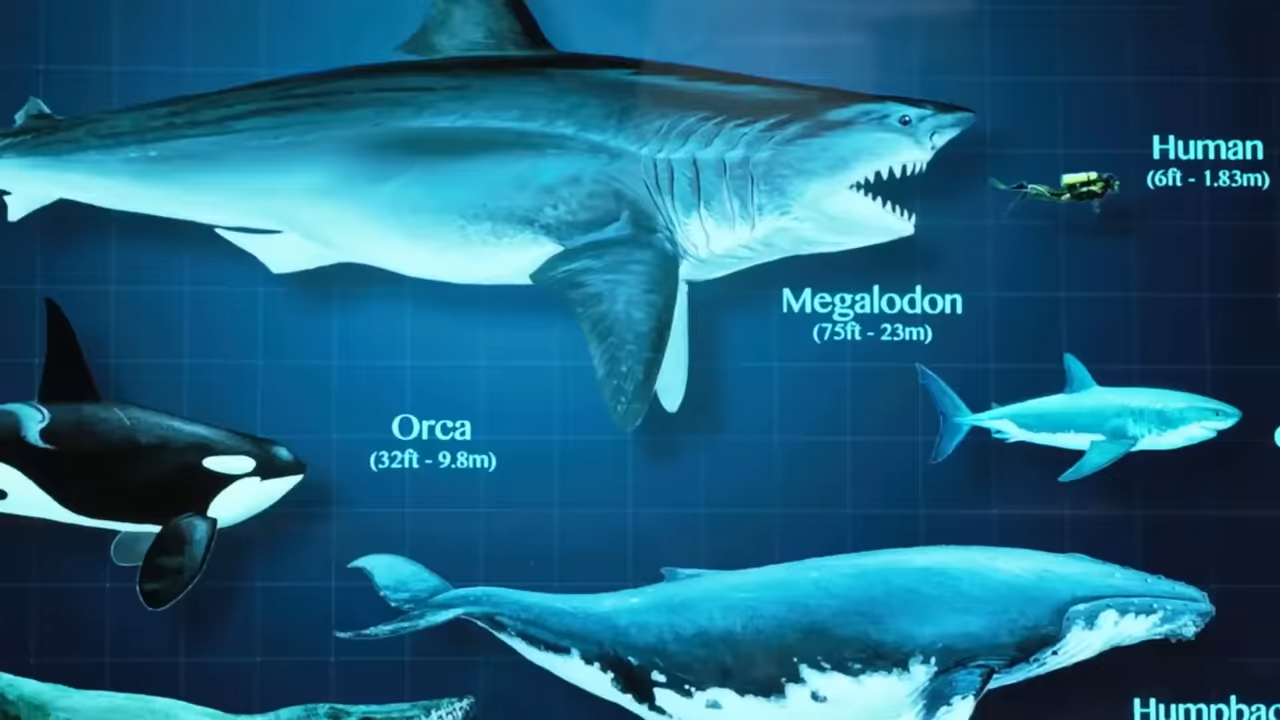 Human
(6ft - 1.83m)
Megalodon
(75ft - 23m)
Orca
(32ft - 9.8m)